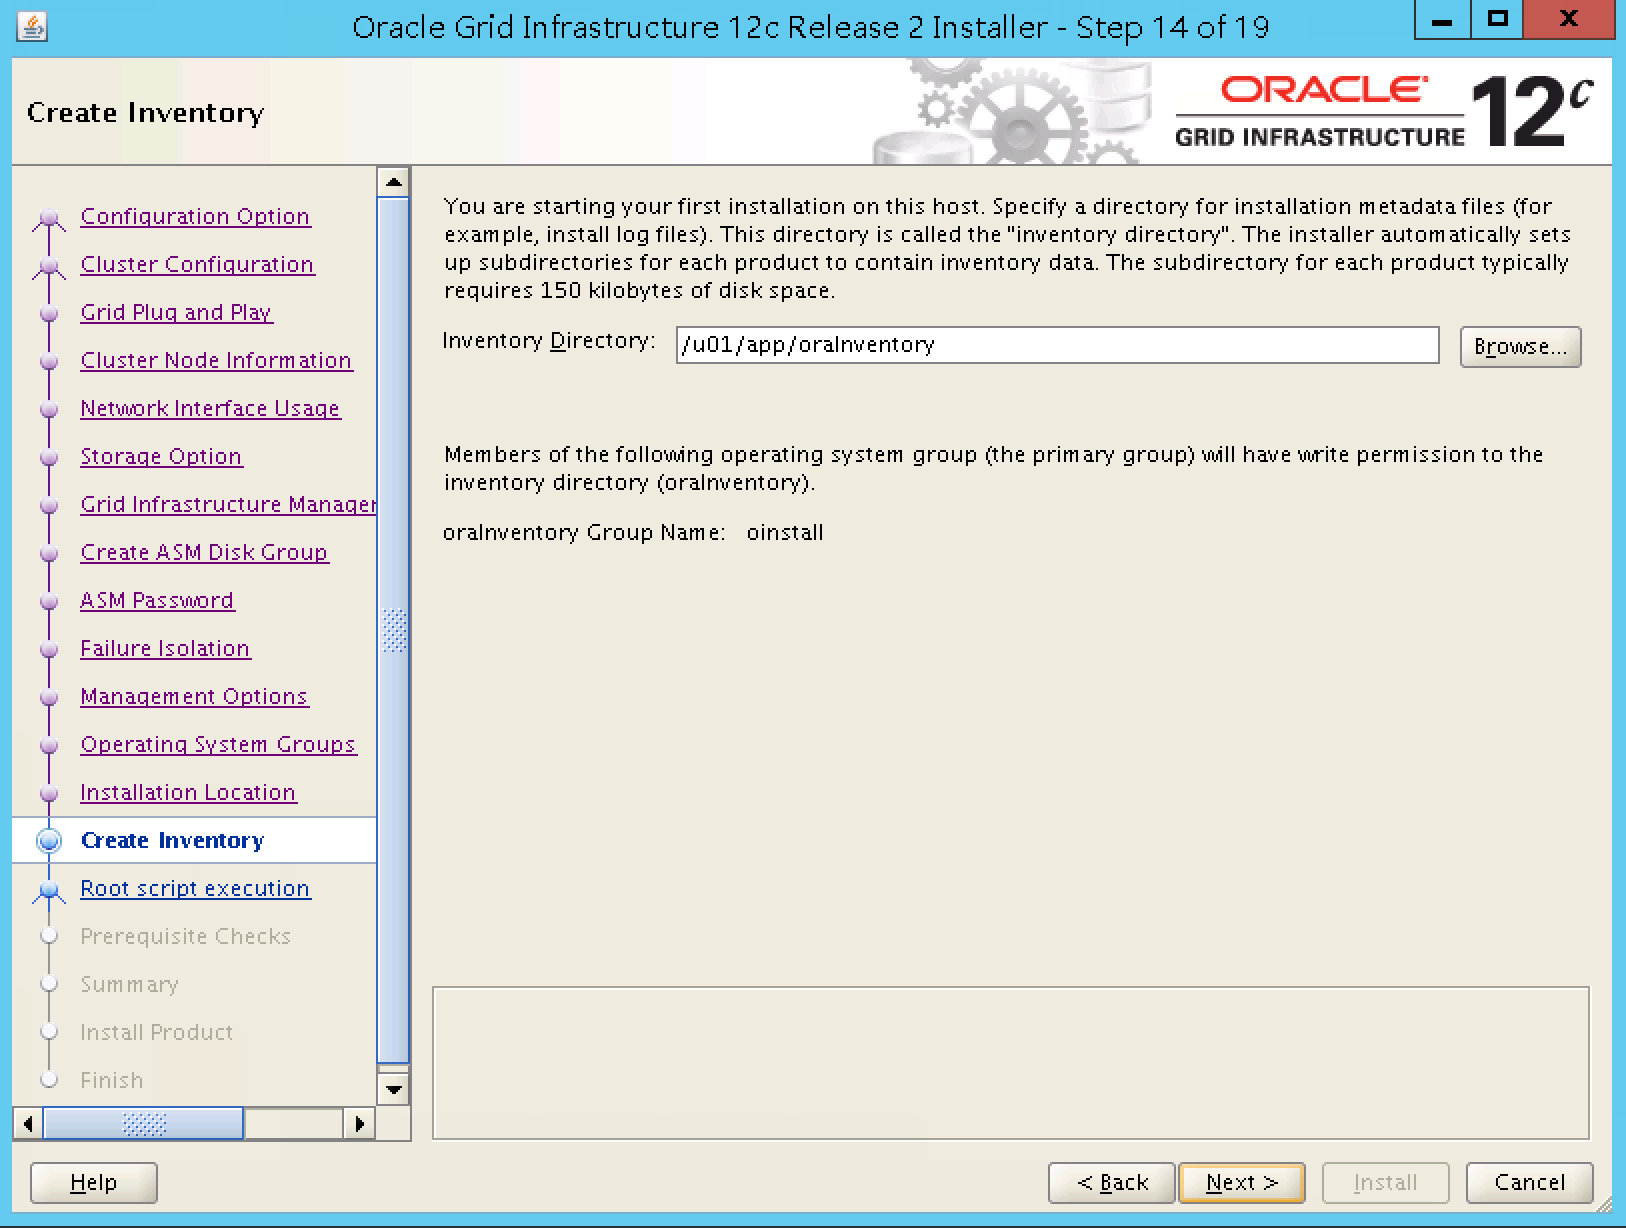 Oracle Grid Infrastructure 12c Release 2 Installer - Step 14 of 19
Create Inventory
ORACLE
GRID INFRASTRUCTURE
12c
Configuration Option
Cluster Configuration
Grid Plug and Play
Cluster Node Information
Network Interface Usage
Storage Option
Grid Infrastructure Manager
Create ASM Disk Group
ASM Password
Failure Isolation
Management Options
Operating System Groups
Installation Location
Create Inventory
Root script execution
Prerequisite Checks
Summary
Install Product
Finish
You are starting your first installation on this host. Specify a directory for installation metadata files (for
example, install log files). This directory is called the "inventory directory". The installer automatically sets
up subdirectories for each product to contain inventory data. The subdirectory for each product typically
requires 150 kilobytes of disk space.
Inventory Directory: /u01/app/oraInventory Browse...
Members of the following operating system group (the primary group) will have write permission to the
inventory directory (oraInventory).
oraInventory Group Name: oinstall
Help < Back Next > Install Cancel